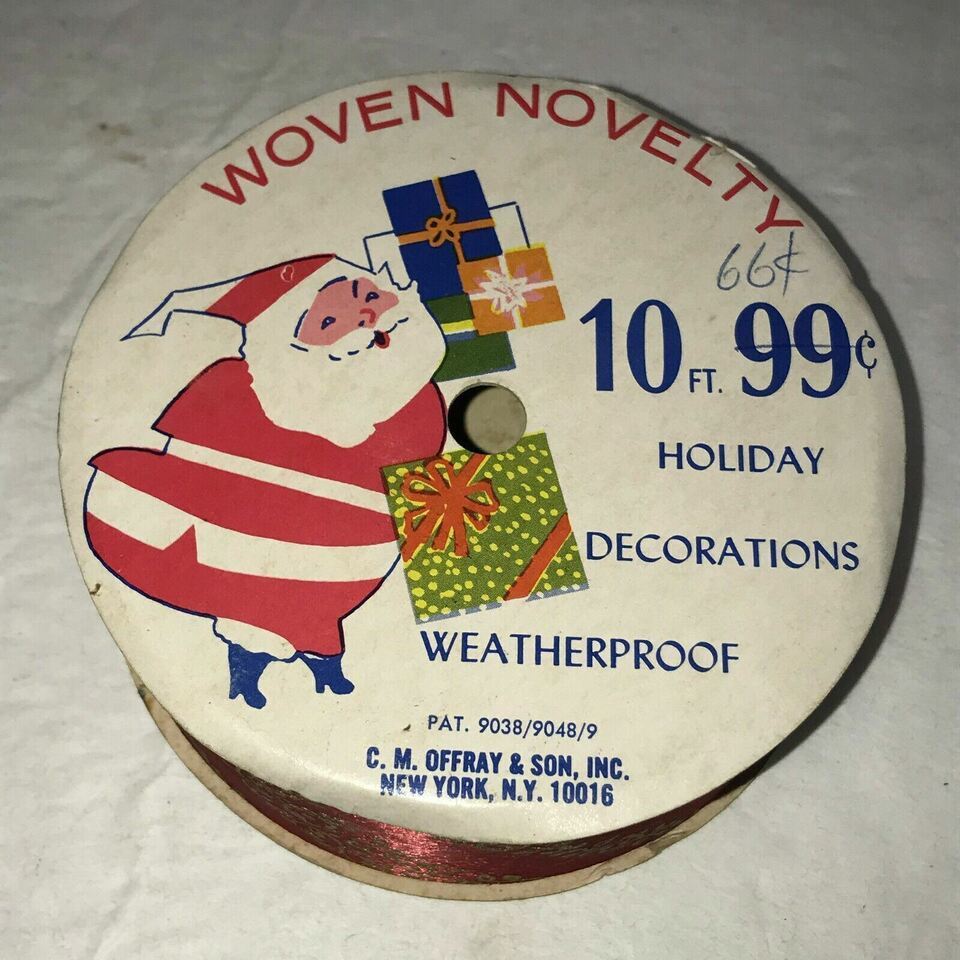 WOVEN NOVELTY
66¢
10 FT. 99¢
HOLIDAY
DECORATIONS
WEATHERPROOF
PAT. 9038/9048/9
C. M. OFFRAY & SON, INC.
NEW YORK, N.Y. 10016